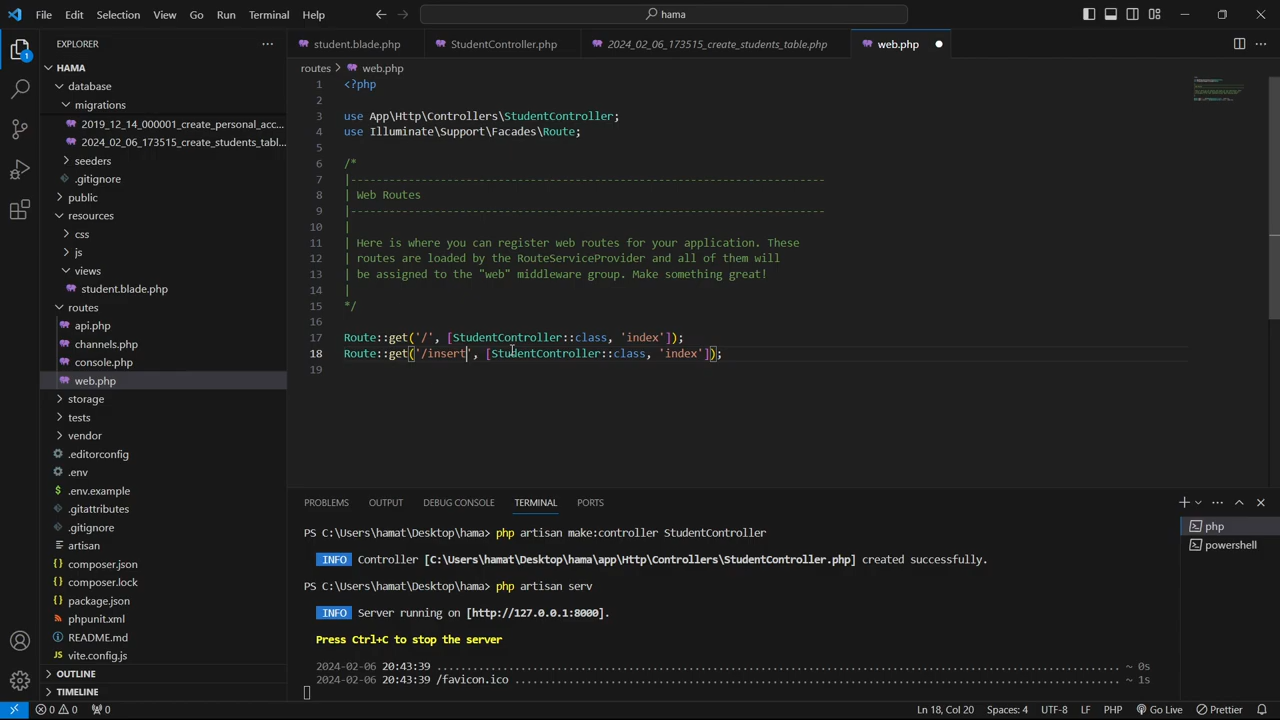 File Edit Selection View Go Run Terminal Help
hama
EXPLORER
student.blade.php
StudentController.php
2024_02_06_173515_create_students_table.php
web.php
HAMA
routes > web.php
database
migrations
2019_12_14_000001_create_personal_acc...
2024_02_06_173515_create_students_tabl...
seeders
.gitignore
public
resources
css
js
views
student.blade.php
routes
api.php
channels.php
console.php
web.php
storage
tests
vendor
.editorconfig
.env
.env.example
.gitattributes
.gitignore
artisan
composer.json
composer.lock
package.json
phpunit.xml
README.md
vite.config.js
OUTLINE
TIMELINE
1 <?php
2
3 use App\Http\Controllers\StudentController;
4 use Illuminate\Support\Facades\Route;
5
6 /*
7 |--------------------------------------------------------------------------
8 | Web Routes
9 |--------------------------------------------------------------------------
10 |
11 | Here is where you can register web routes for your application. These
12 | routes are loaded by the RouteServiceProvider and all of them will
13 | be assigned to the "web" middleware group. Make something great!
14 |
15 */
16
17 Route::get('/', [StudentController::class, 'index']);
18 Route::get('/insert', [StudentController::class, 'index']);
19
PROBLEMS OUTPUT DEBUG CONSOLE TERMINAL PORTS
PS C:\Users\hamat\Desktop\hama> php artisan make:controller StudentController
INFO Controller [C:\Users\hamat\Desktop\hama\app\Http\Controllers\StudentController.php] created successfully.
PS C:\Users\hamat\Desktop\hama> php artisan serv
INFO Server running on [http://127.0.0.1:8000].
Press Ctrl+C to stop the server
2024-02-06 20:43:39 ........................................ ~ 0s
2024-02-06 20:43:39 /favicon.ico ........................................ ~ 1s
php
powershell
1
0 0 0 Ln 18, Col 20 Spaces: 4 UTF-8 LF PHP Go Live Prettier